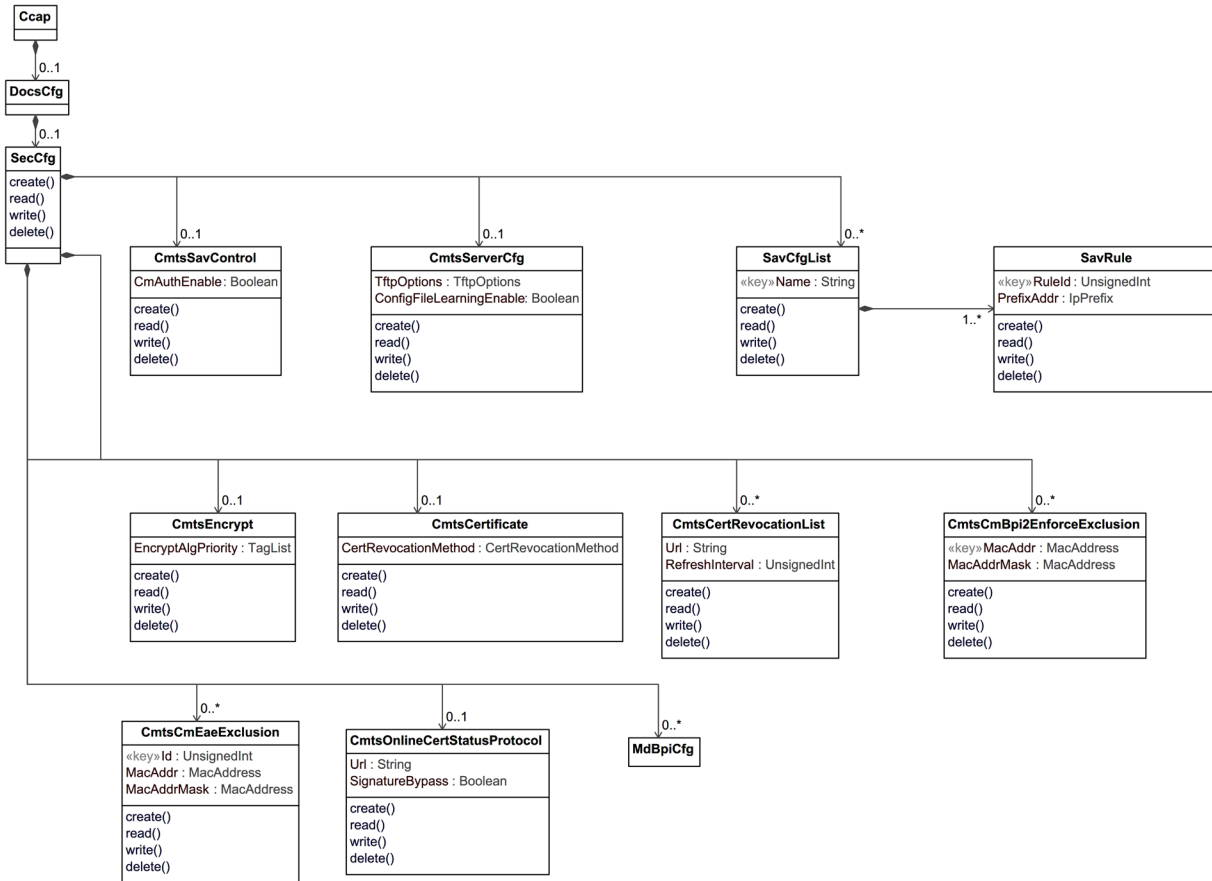 Ccap
0..1
DocsCfg
0..1
SecCfg
create()
read()
write()
delete()
0..1
0..1
0..*
CmtsSavControl
CmAuthEnable : Boolean
create()
read()
write()
delete()
CmtsServerCfg
TftpOptions : TftpOptions
ConfigFileLearningEnable: Boolean
create()
read()
write()
delete()
SavCfgList
«key»Name : String
create()
read()
write()
delete()
1..*
SavRule
«key»RuleId : UnsignedInt
PrefixAddr : IpPrefix
create()
read()
write()
delete()
0..1
0..1
0..*
0..*
CmtsEncrypt
EncryptAlgPriority : TagList
create()
read()
write()
delete()
CmtsCertificate
CertRevocationMethod : CertRevocationMethod
create()
read()
write()
delete()
CmtsCertRevocationList
Url : String
RefreshInterval : UnsignedInt
create()
read()
write()
delete()
CmtsCmBpi2EnforceExclusion
«key»MacAddr : MacAddress
MacAddrMask : MacAddress
create()
read()
write()
delete()
0..*
0..1
0..*
CmtsCmEaeExclusion
«key»Id : UnsignedInt
MacAddr : MacAddress
MacAddrMask : MacAddress
create()
read()
write()
delete()
CmtsOnlineCertStatusProtocol
Url : String
SignatureBypass : Boolean
create()
read()
write()
delete()
MdBpiCfg